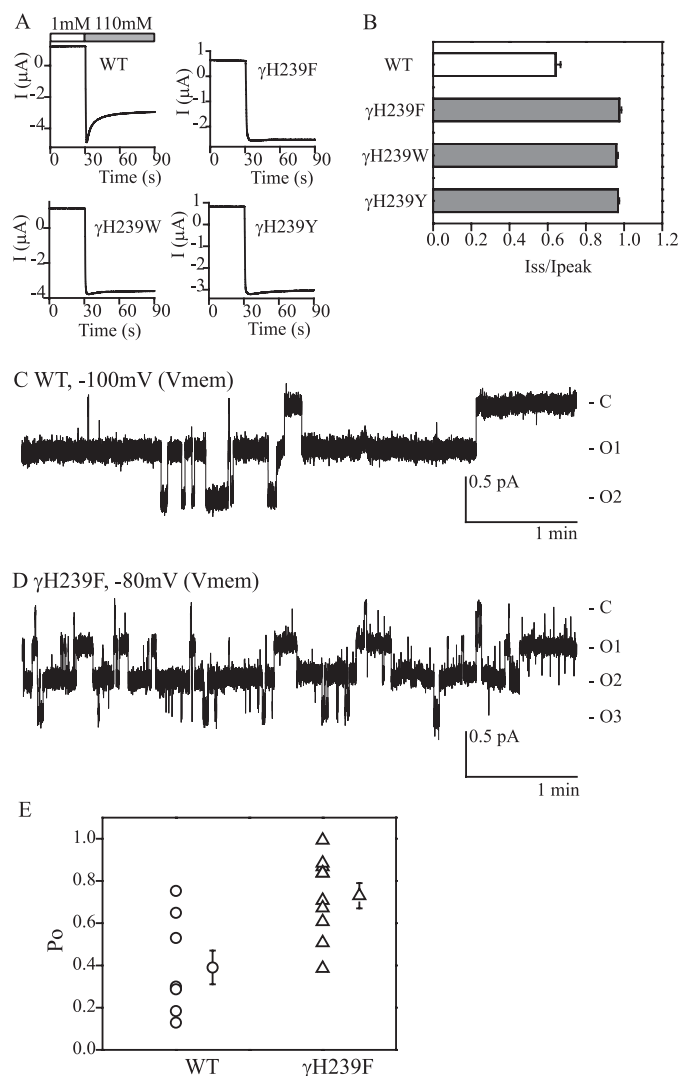 A
1mM 110mM
WT
I (μA)
0
-2
-4
0 30 60 90
Time (s)
γH239F
I (μA)
1
0
-1
-2
0 30 60 90
Time (s)
γH239W
I (μA)
0
-2
-4
0 30 60 90
Time (s)
γH239Y
I (μA)
1
0
-1
-2
-3
0 30 60 90
Time (s)
B
WT
γH239F
γH239W
γH239Y
0.0 0.2 0.4 0.6 0.8 1.0 1.2
Iss/Ipeak
C WT, -100mV (Vmem)
- C
- O1
- O2
0.5 pA
1 min
D γH239F, -80mV (Vmem)
- C
- O1
- O2
- O3
0.5 pA
1 min
E
Po
1.0
0.8
0.6
0.4
0.2
0.0
WT γH239F